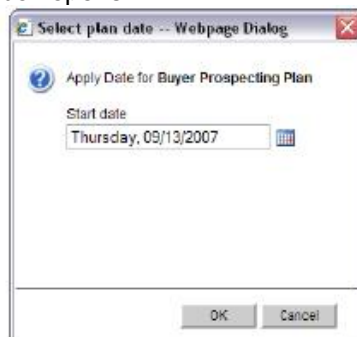 Select plan date -- Webpage Dialog
Apply Date for Buyer Prospecting Plan
Start date
Thursday, 09/13/2007
OK Cancel